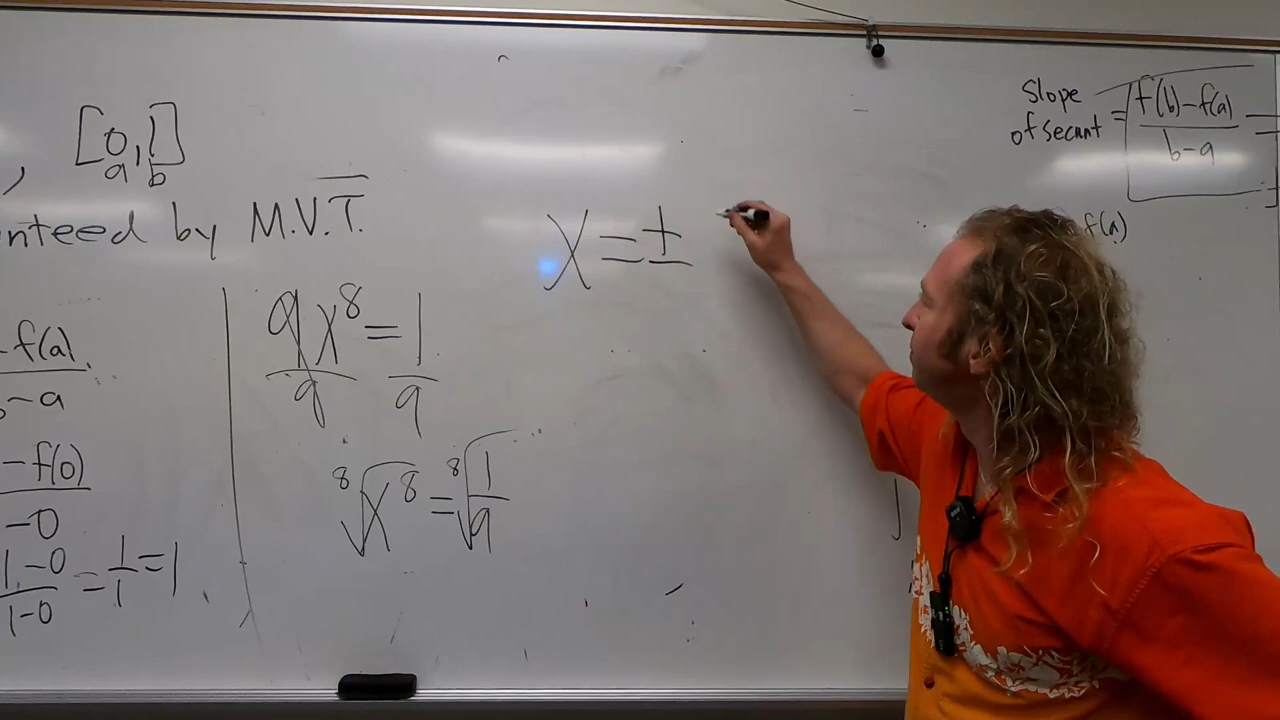 , [0, 1]
a b
nteed by M.V.T.
-f(a)
b-a
-f(0)
-0
1-0
1-0
= 1/1 = 1
9x⁸ = 1
9 9
⁸√x⁸ = ⁸√1/9
x = ±
Slope
of secant
= f(b)-f(a)
b-a
=
f(a)